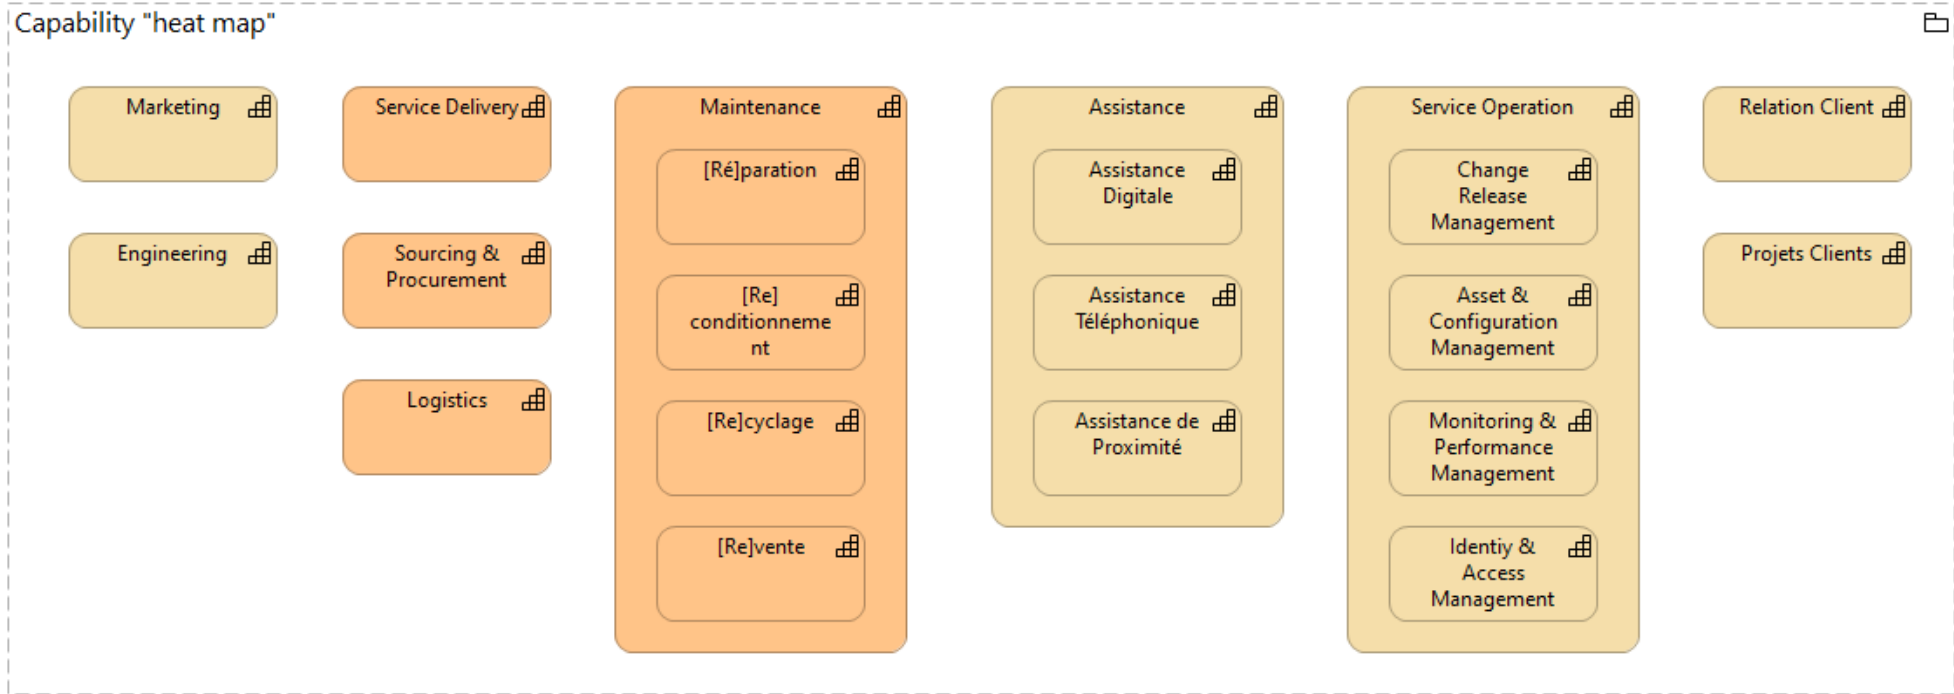 Capability "heat map"
Marketing
Engineering
Service Delivery
Sourcing &
Procurement
Logistics
Maintenance
[Ré]paration
[Re]
conditionneme
nt
[Re]cyclage
[Re]vente
Assistance
Assistance
Digitale
Assistance
Téléphonique
Assistance de
Proximité
Service Operation
Change
Release
Management
Asset &
Configuration
Management
Monitoring &
Performance
Management
Identiy &
Access
Management
Relation Client
Projets Clients